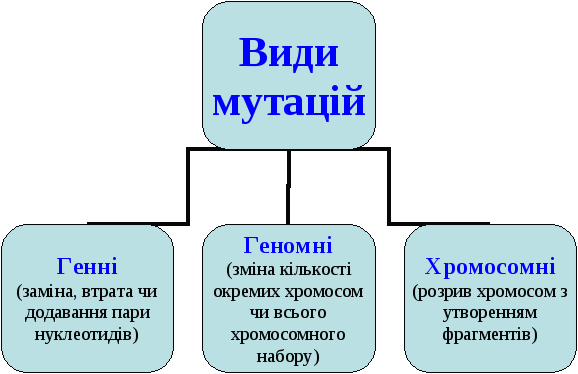 Види
мутацій
Генні
(заміна, втрата чи
додавання пари
нуклеотидів)
Геномні
(зміна кількості
окремих хромосом
чи всього
хромосомного
набору)
Хромосомні
(розрив хромосом з
утворенням
фрагментів)